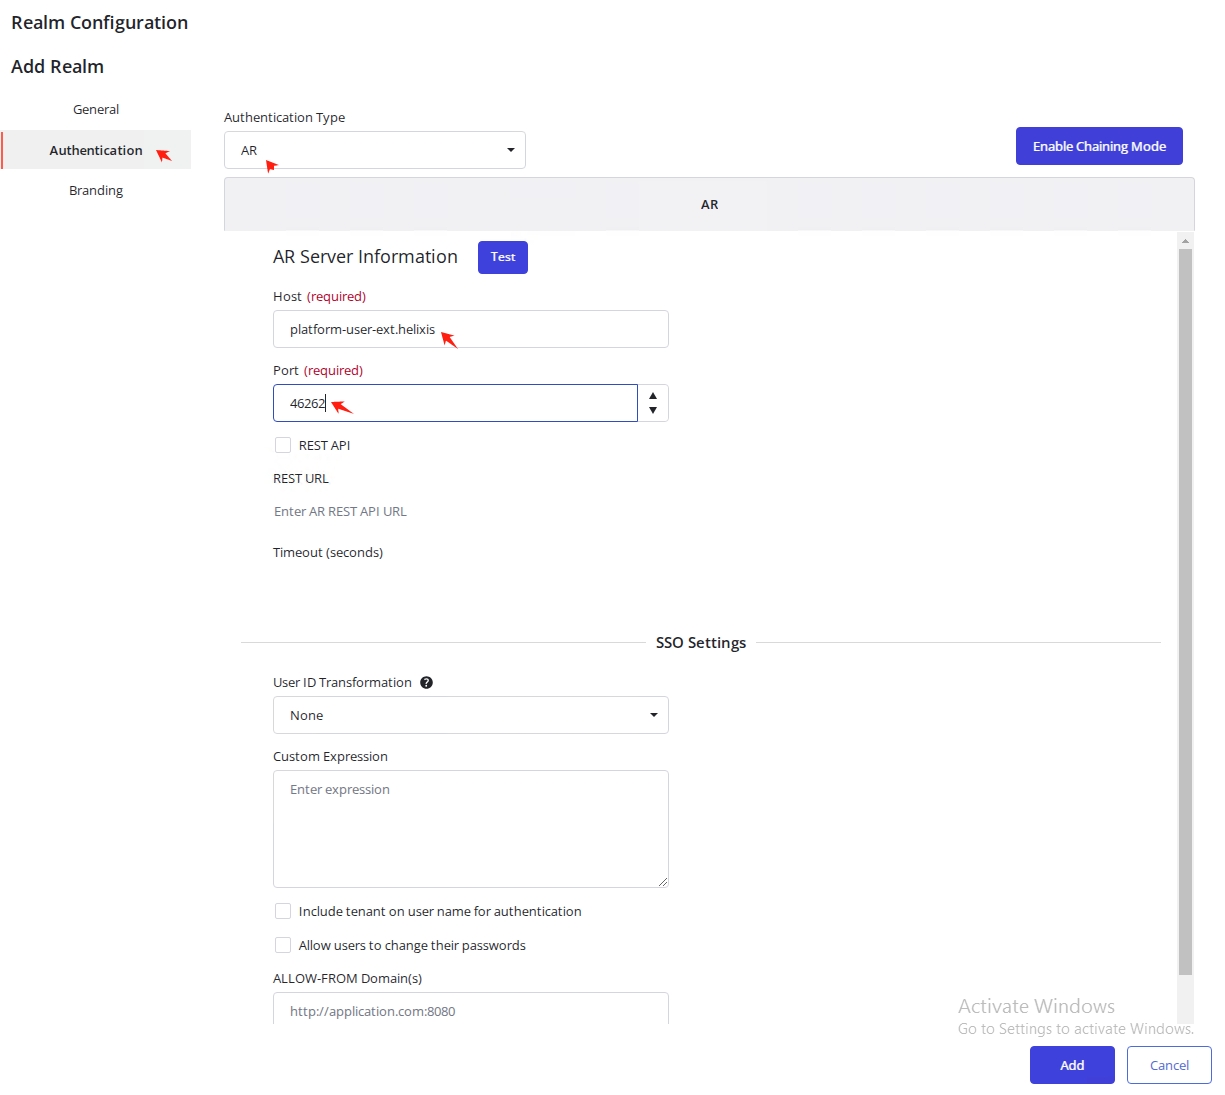 Realm Configuration
Add Realm
General
Authentication
Branding
Authentication Type
AR
Enable Chaining Mode
AR
AR Server Information
Test
Host (required)
platform-user-ext.helixis
Port (required)
46262
REST API
REST URL
Enter AR REST API URL
Timeout (seconds)
SSO Settings
User ID Transformation ?
None
Custom Expression
Enter expression
Include tenant on user name for authentication
Allow users to change their passwords
ALLOW-FROM Domain(s)
http://application.com:8080
Activate Windows
Go to Settings to activate Windows.
Add
Cancel